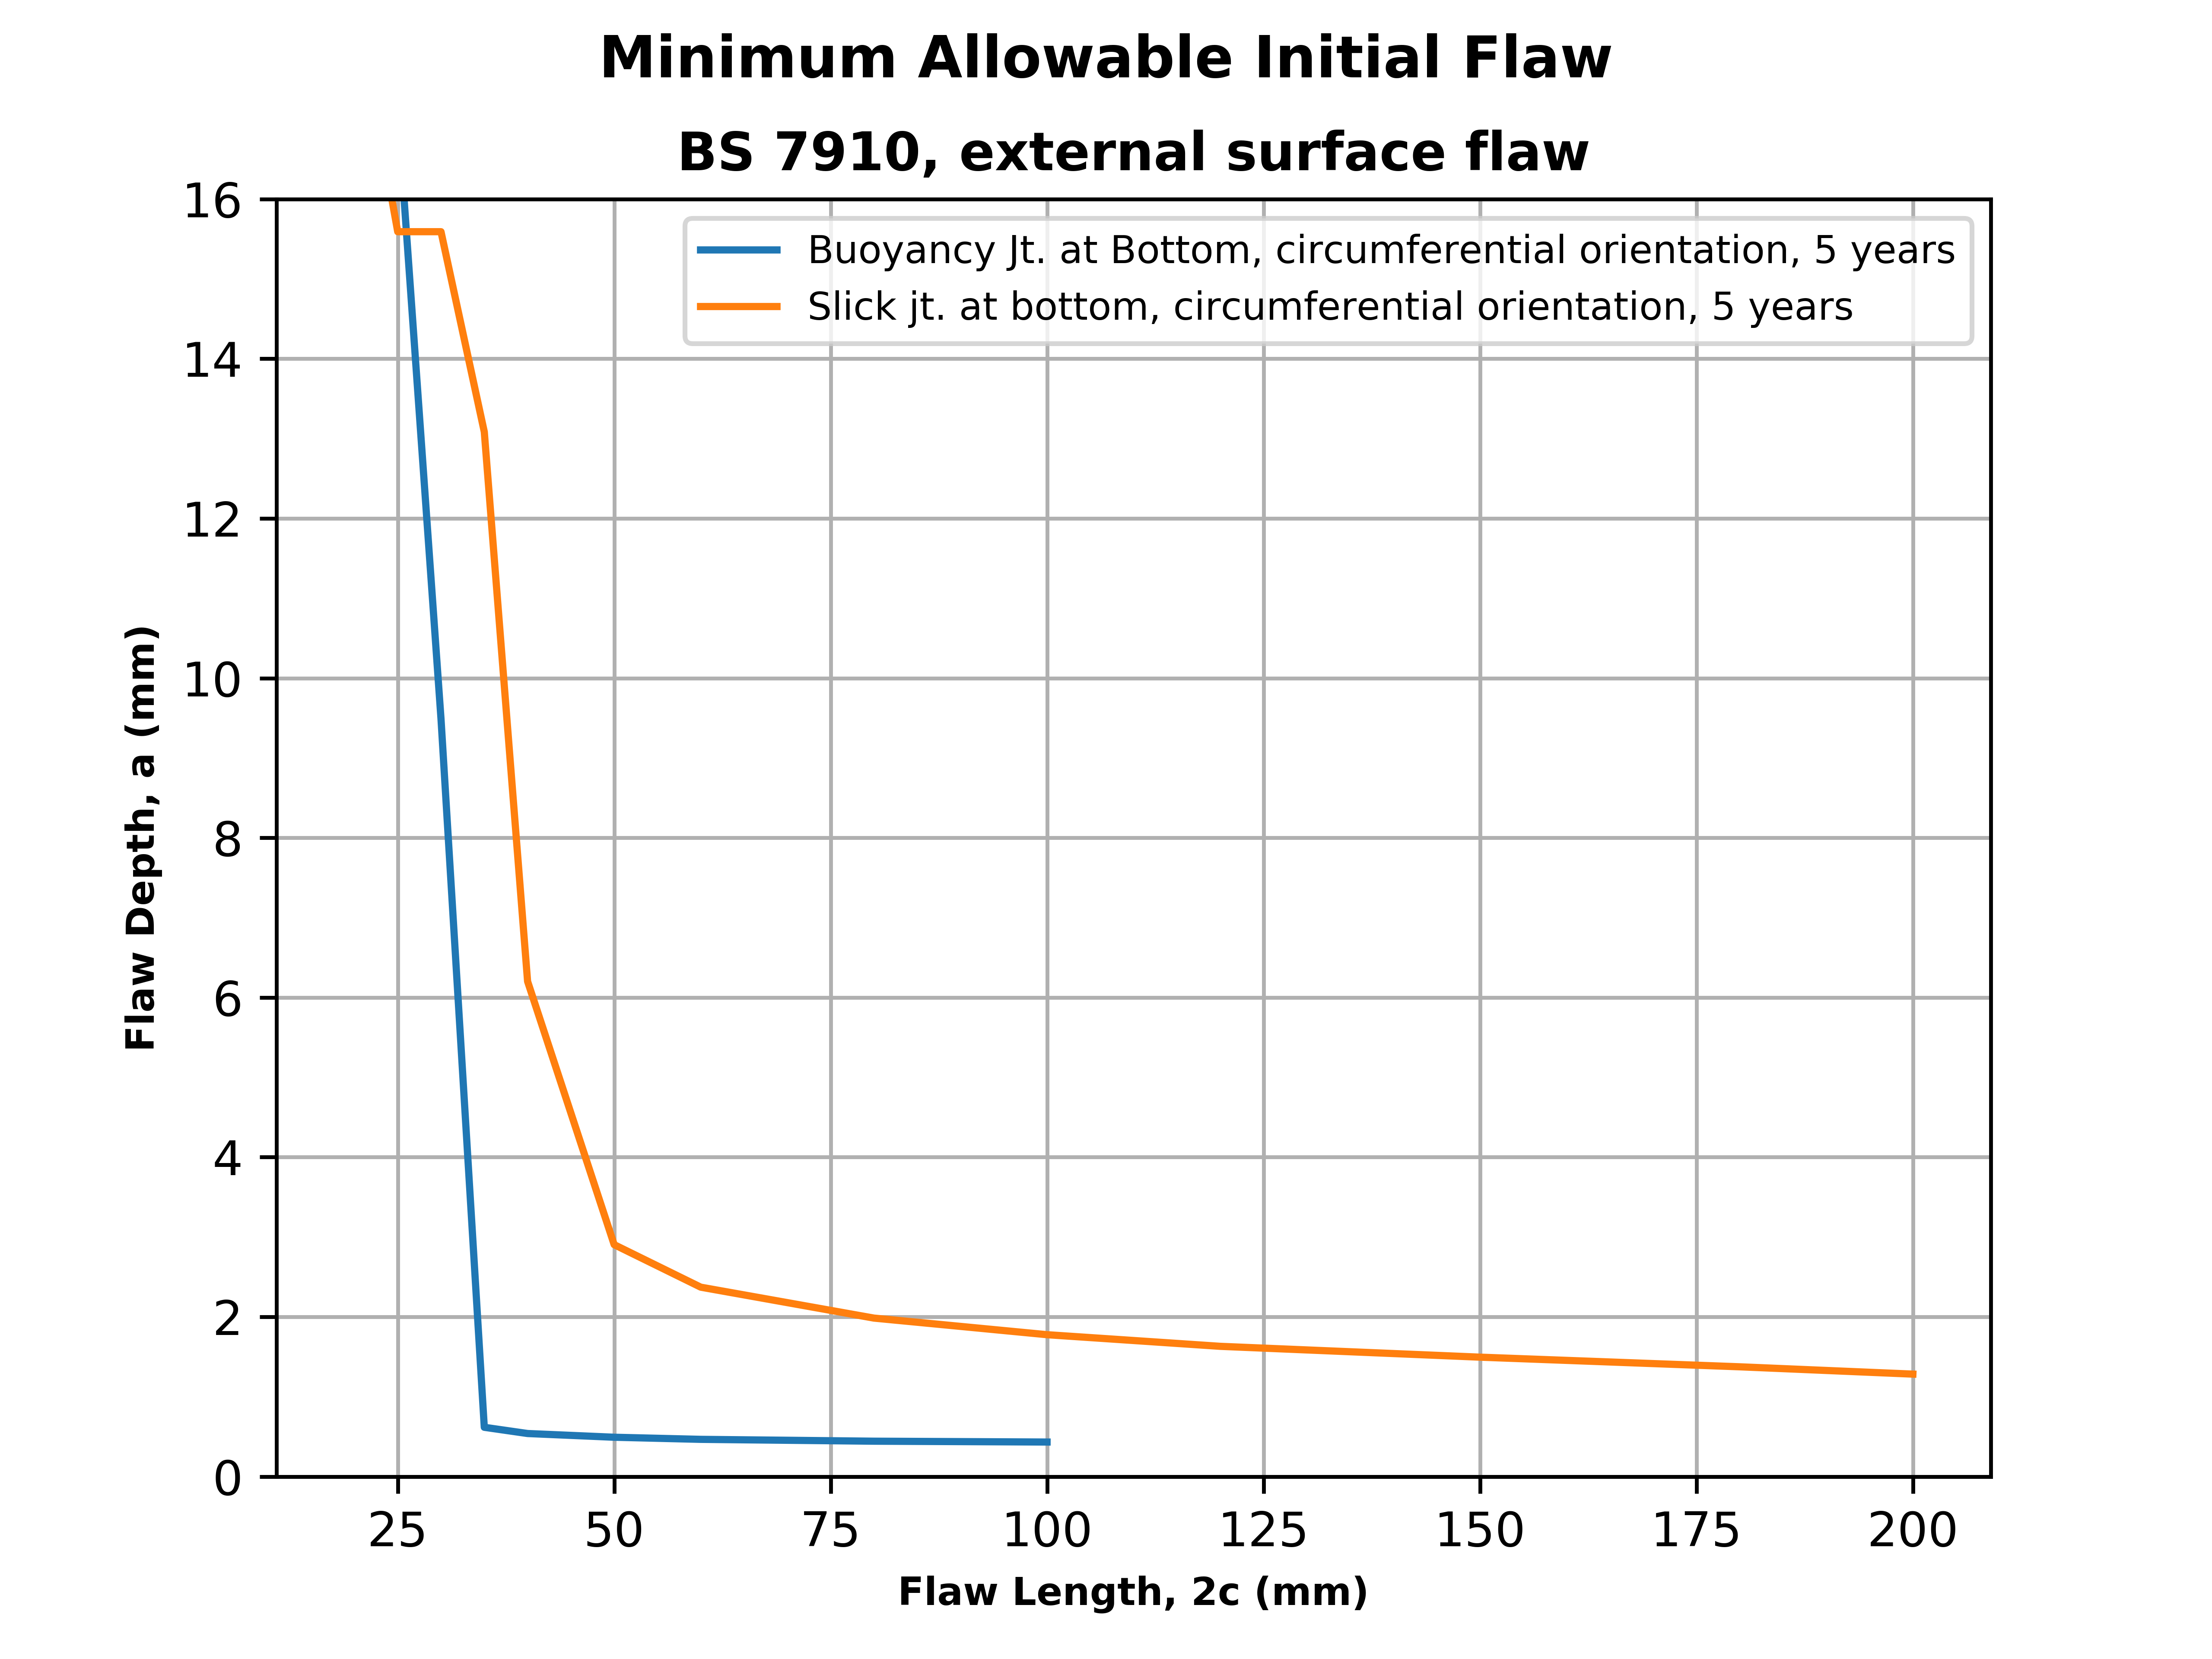 Minimum Allowable Initial Flaw
BS 7910, external surface flaw
Buoyancy Jt. at Bottom, circumferential orientation, 5 years
Slick jt. at bottom, circumferential orientation, 5 years
16
14
12
10
8
6
4
2
0
Flaw Depth, a (mm)
25 50 75 100 125 150 175 200
Flaw Length, 2c (mm)